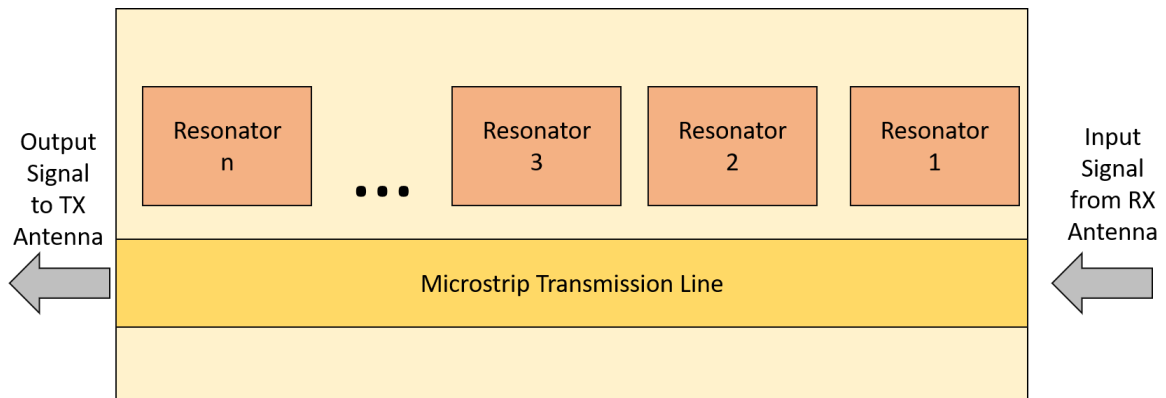 Output
Signal
to TX
Antenna
Resonator
n
...
Resonator
3
Resonator
2
Resonator
1
Input
Signal
from RX
Antenna
Microstrip Transmission Line